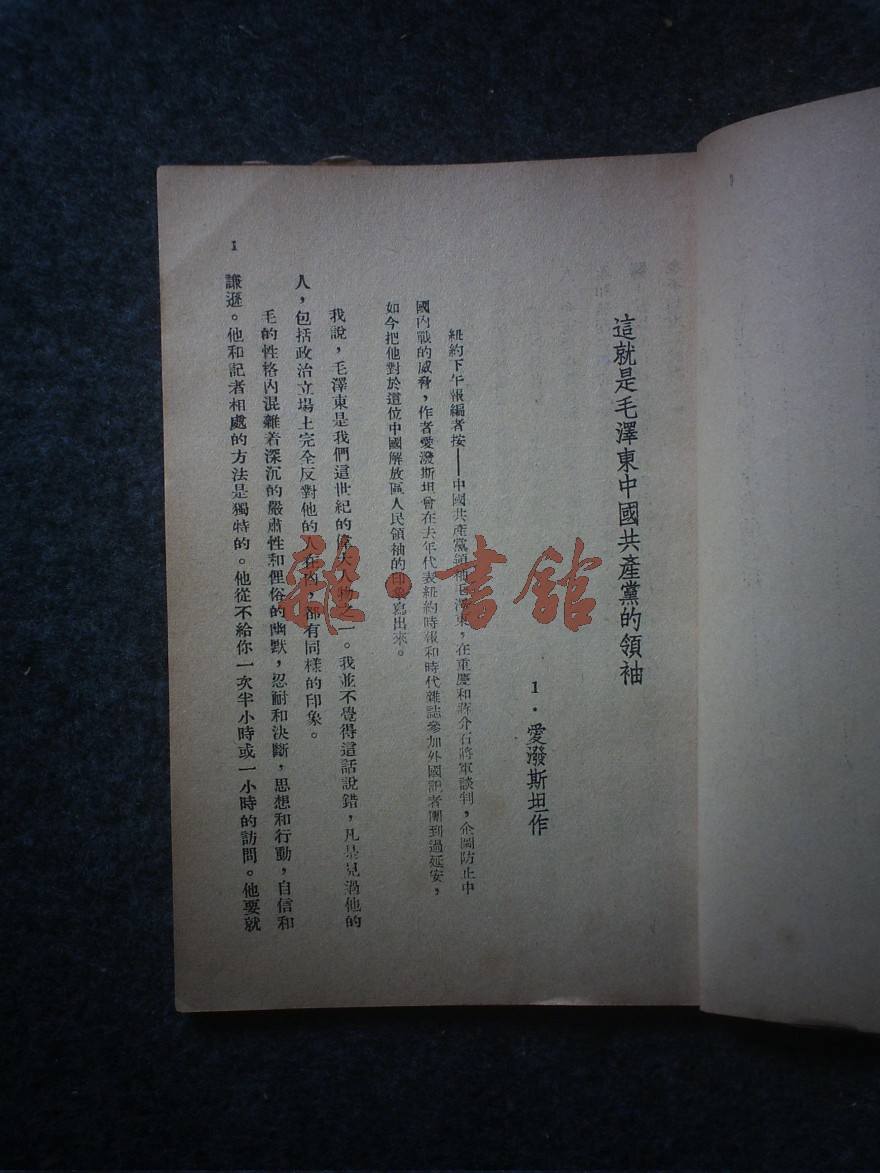 這就是毛澤東中國共產黨的領袖
1·愛潑斯坦作
紐約下午報編者按——中國共產黨領袖毛澤東,在重慶和蔣介石將軍談判,企圖防止中
國內戰的威脅,作者愛潑斯坦曾在去年代表紐約時報和時代雜誌參加外國記者團到過延安,
如今把他對於這位中國解放區人民領袖的印象寫出來。
我說,毛澤東是我們這世紀的偉大人物之一。我並不覺得這話說錯,凡是見過他的
人,包括政治立場上完全反對他的人在內,都有同樣的印象。
毛的性格內混雜着深沉的嚴肅性和俚俗的幽默,忍耐和決斷,思想和行動,自信和
謙遜。他和記者相處的方法是獨特的。他從不給你一次半小時或一小時的訪問。他要就
1
雜·書館